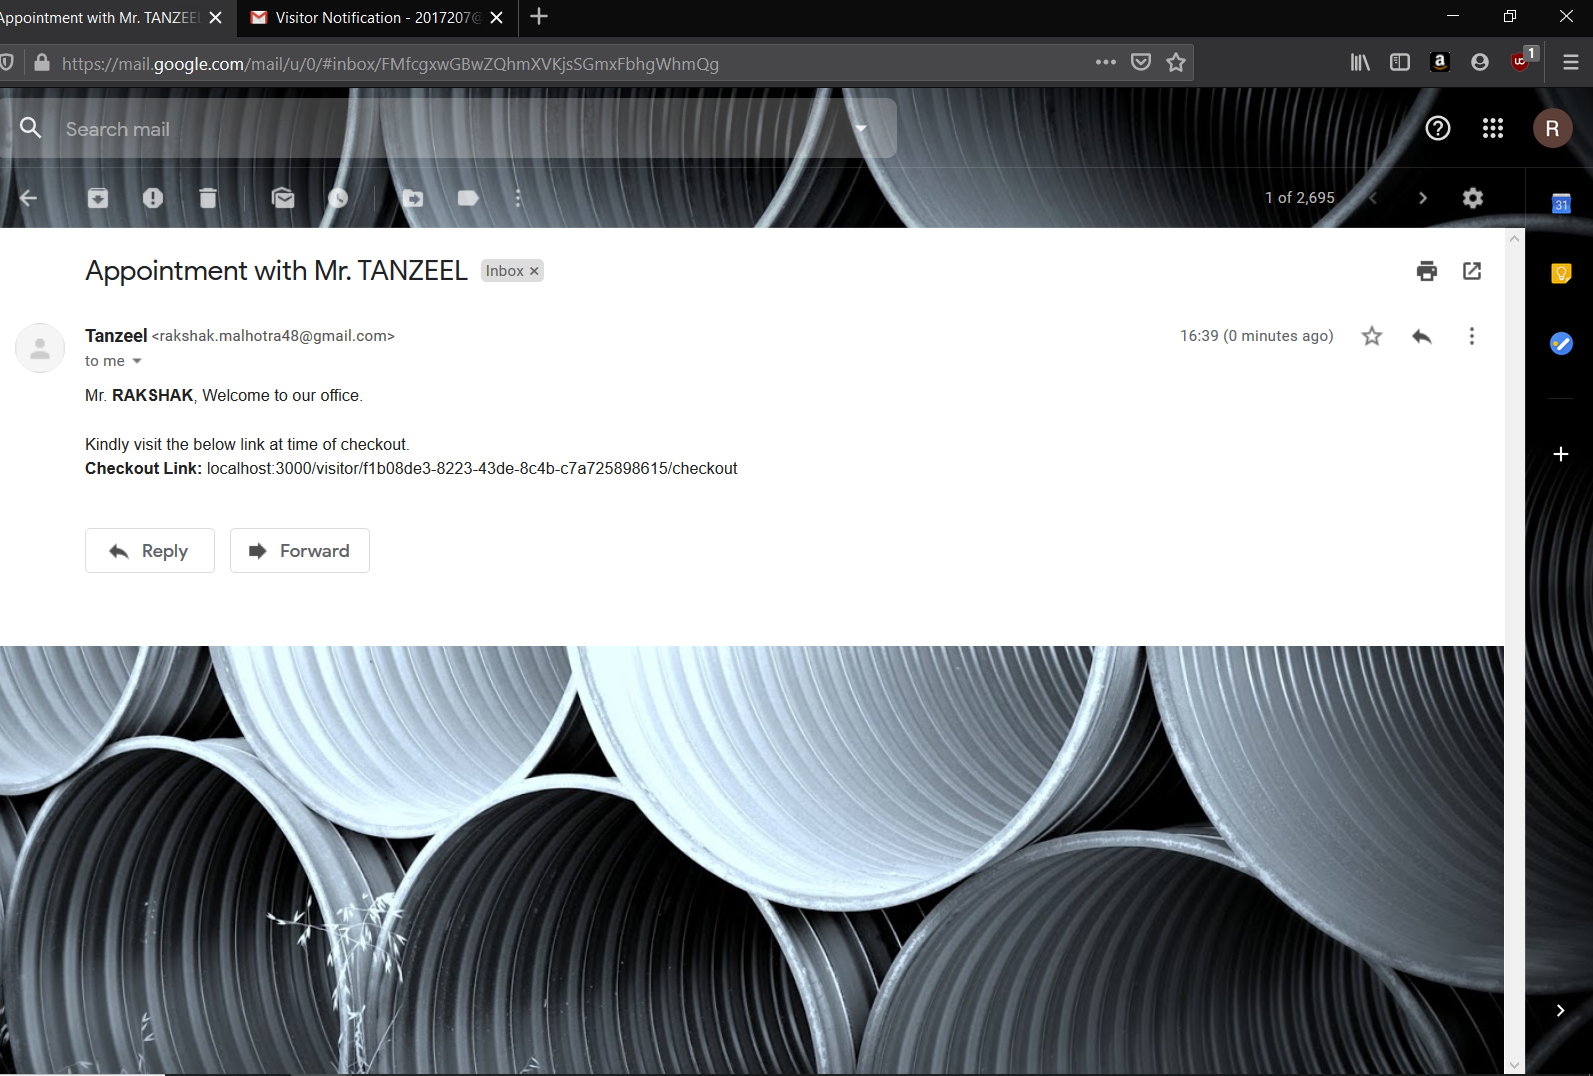 Appointment with Mr. TANZEEL
Visitor Notification - 2017207@
https://mail.google.com/mail/u/0/#inbox/FMfcgxwGBwZQhmXVKjsSGmxFbhgWhmQg
1
Search mail
R
1 of 2,695
31
Appointment with Mr. TANZEEL Inbox ×
Tanzeel <rakshak.malhotra48@gmail.com> 16:39 (0 minutes ago)
to me
Mr. RAKSHAK, Welcome to our office.
Kindly visit the below link at time of checkout.
Checkout Link: localhost:3000/visitor/f1b08de3-8223-43de-8c4b-c7a725898615/checkout
Reply Forward